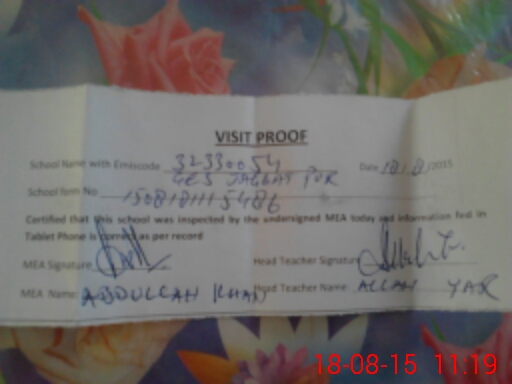 VISIT PROOF
School Name with Emiscode 32330054 Date 18/8/2015
GES JAGGAT PUR
School form No 150818111 5486
Certified that this school was inspected by the undersigned MEA today and information fed in
Tablet Phone is correct as per record
MEA Signature Head Teacher Signature
MEA Name: ABDULLAH KHAN Head Teacher Name: ALLAH YAR
18-08-15 11:19